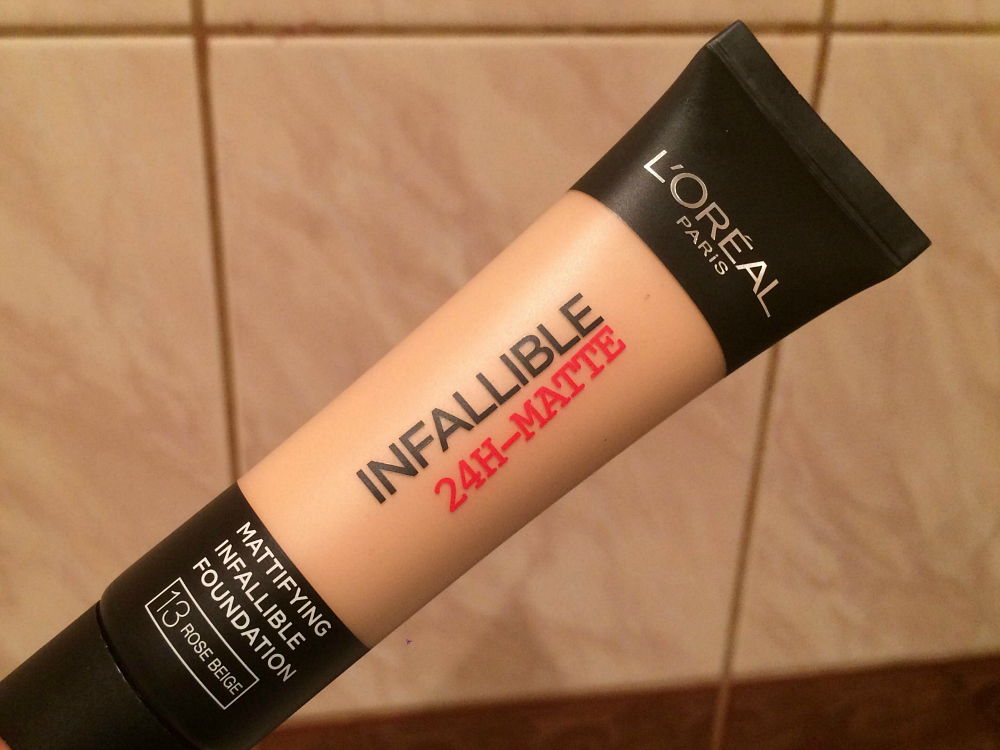 L'ORÉAL
PARIS
INFALLIBLE
24H-MATTE
MATTIFYING
INFALLIBLE
FOUNDATION
13 ROSE BEIGE